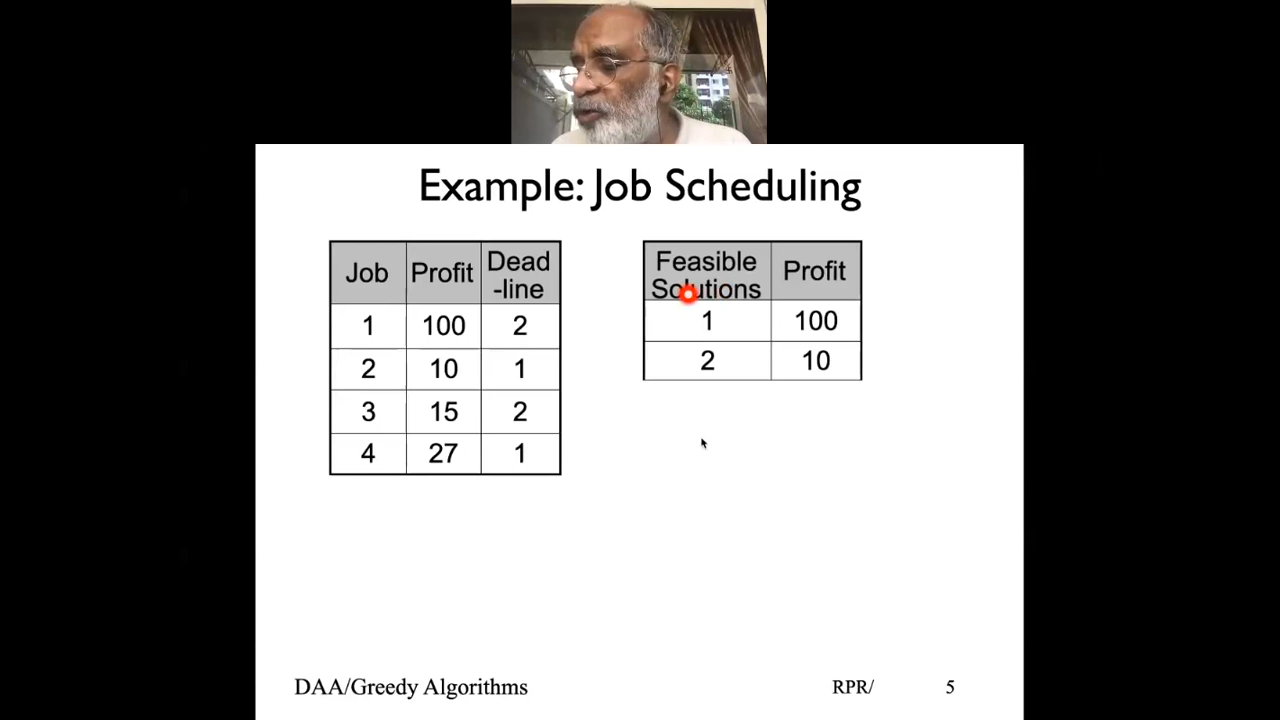 Example: Job Scheduling
Job Profit Dead
-line
1 100 2
2 10 1
3 15 2
4 27 1
Feasible
Solutions Profit
1 100
2 10
DAA/Greedy Algorithms RPR/ 5